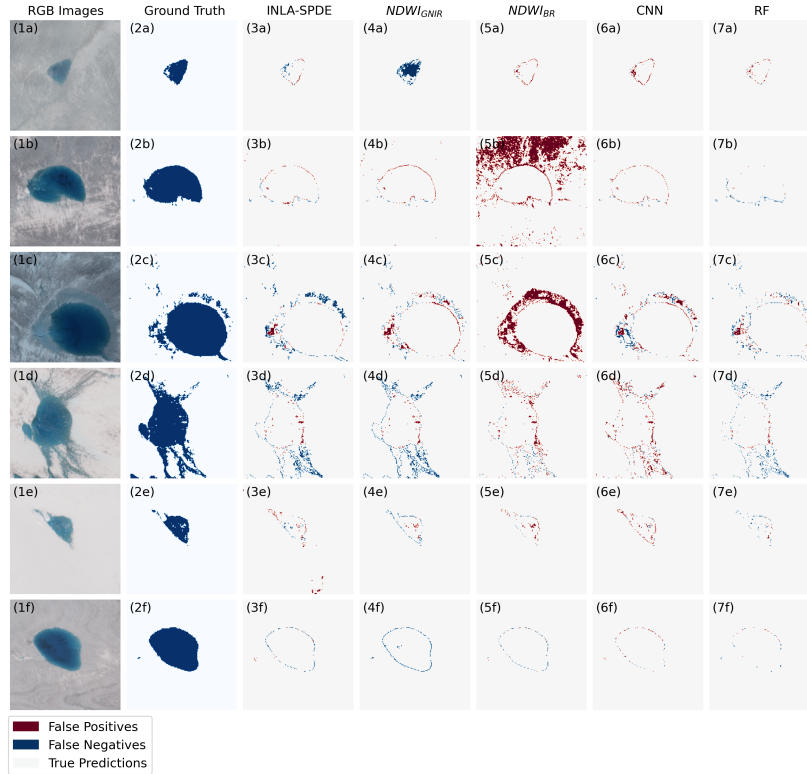 RGB Images Ground Truth INLA-SPDE NDWI_GNIR NDWI_BR CNN RF
(1a) (2a) (3a) (4a) (5a) (6a) (7a)
(1b) (2b) (3b) (4b) (5b) (6b) (7b)
(1c) (2c) (3c) (4c) (5c) (6c) (7c)
(1d) (2d) (3d) (4d) (5d) (6d) (7d)
(1e) (2e) (3e) (4e) (5e) (6e) (7e)
(1f) (2f) (3f) (4f) (5f) (6f) (7f)
False Positives
False Negatives
True Predictions